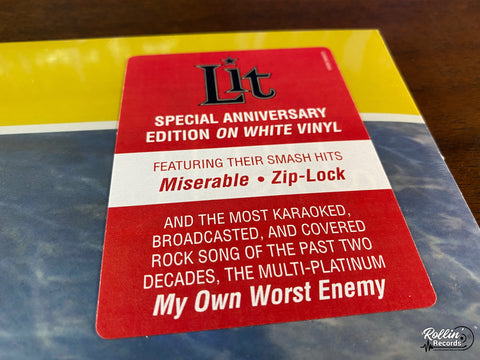 Lit
SPECIAL ANNIVERSARY
EDITION ON WHITE VINYL
FEATURING THEIR SMASH HITS
Miserable • Zip-Lock
AND THE MOST KARAOKED,
BROADCASTED, AND COVERED
ROCK SONG OF THE PAST TWO
DECADES, THE MULTI-PLATINUM
My Own Worst Enemy
Rollin'
Records